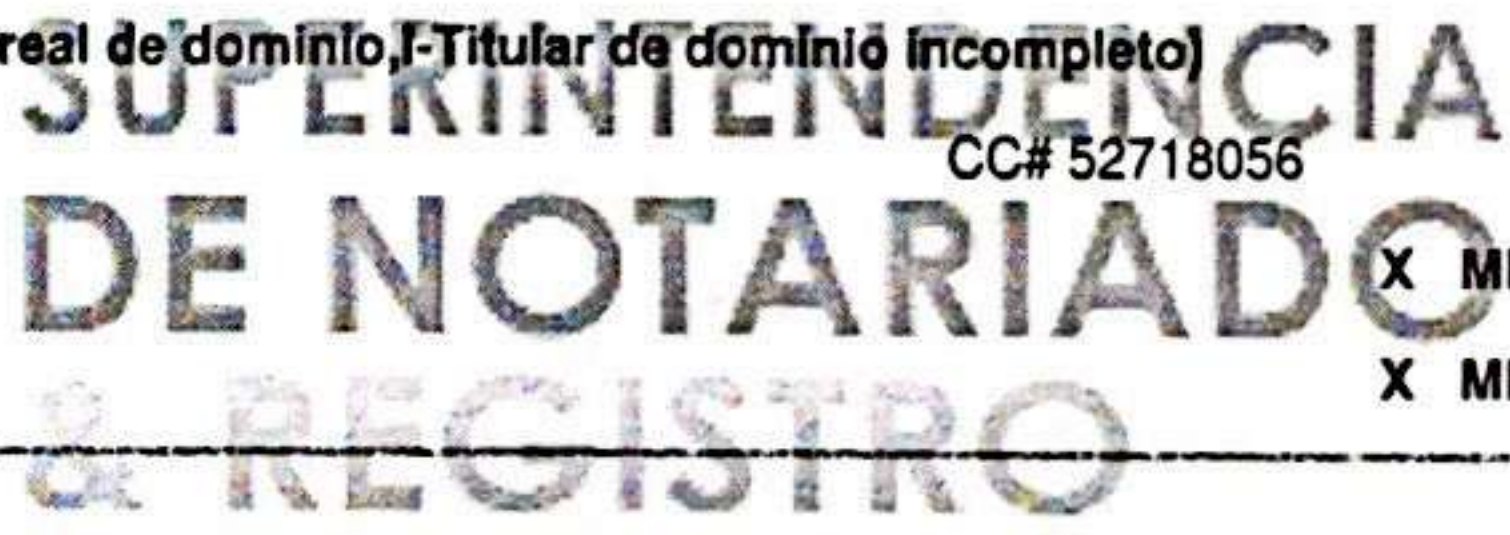 real de dominio,I-Titular de dominio incompleto)
SUPERINTENDENCIA
CC# 52718056
DE NOTARIADO
X
X
& REGISTRO